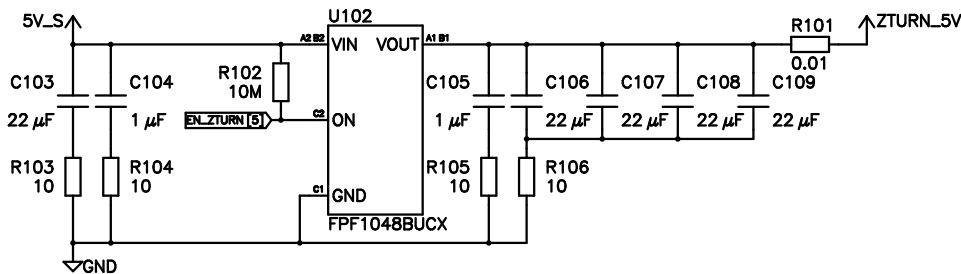 5V_S
U102
R101
ZTURN_5V
A2 B2
VIN
VOUT
A1 B1
0.01
C103
C104
R102
10M
C105
C106
C107
C108
C109
22 µF
1 µF
EN_ZTURN [5]
C2
ON
1 µF
22 µF
22 µF
22 µF
22 µF
R103
10
R104
10
C1
GND
R105
10
R106
10
FPF1048BUCX
GND